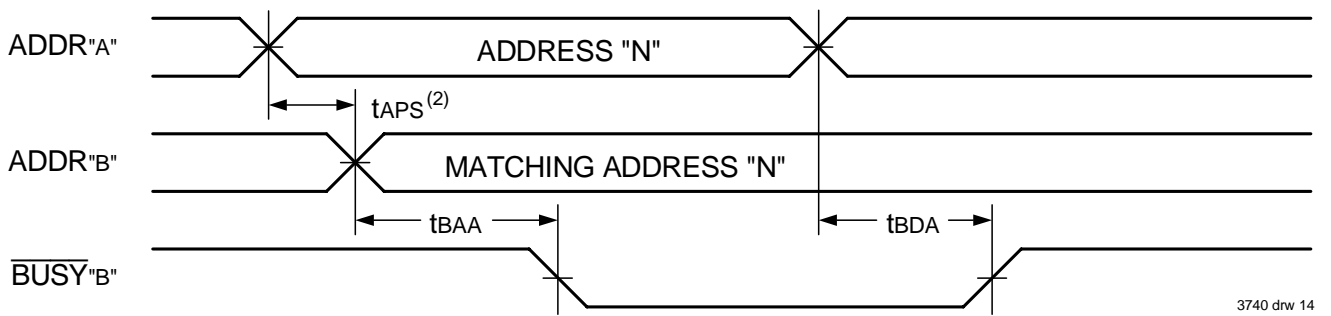 ADDR"A"
ADDRESS "N"
tAPS(2)
ADDR"B"
MATCHING ADDRESS "N"
tBAA
tBDA
BUSY"B"
3740 drw 14